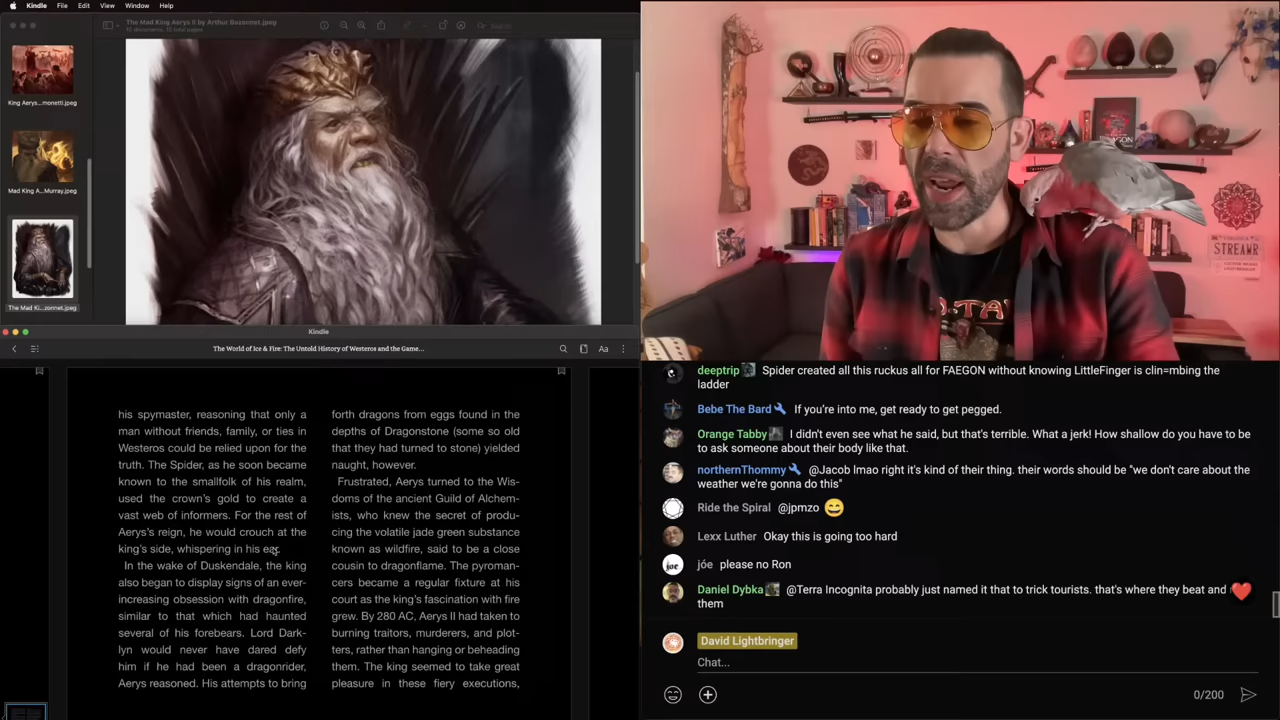 Kindle File Edit View Window Help
The Mad King Aerys II by Arthur Bozonnet.jpeg
King Aerys...monetti.jpeg
Mad King A...Murray.jpeg
The Mad Ki...zonnet.jpeg
Kindle
The World of Ice & Fire: The Untold History of Westeros and the Game...
Aa
his spymaster, reasoning that only a
man without friends, family, or ties in
Westeros could be relied upon for the
truth. The Spider, as he soon became
known to the smallfolk of his realm,
used the crown's gold to create a
vast web of informers. For the rest of
Aerys's reign, he would crouch at the
king's side, whispering in his ear.
In the wake of Duskendale, the king
also began to display signs of an ever-
increasing obsession with dragonfire,
similar to that which had haunted
several of his forebears. Lord Dark-
lyn would never have dared defy
him if he had been a dragonrider,
Aerys reasoned. His attempts to bring
forth dragons from eggs found in the
depths of Dragonstone (some so old
that they had turned to stone) yielded
naught, however.
Frustrated, Aerys turned to the Wis-
doms of the ancient Guild of Alchem-
ists, who knew the secret of produ-
cing the volatile jade green substance
known as wildfire, said to be a close
cousin to dragonflame. The pyroman-
cers became a regular fixture at his
court as the king's fascination with fire
grew. By 280 AC, Aerys II had taken to
burning traitors, murderers, and plot-
ters, rather than hanging or beheading
them. The king seemed to take great
pleasure in these fiery executions,
STREAMR
deeptrip Spider created all this ruckus all for FAEGON without knowing LittleFinger is clin=mbing the
ladder
Bebe The Bard If you're into me, get ready to get pegged.
Orange Tabby I didn't even see what he said, but that's terrible. What a jerk! How shallow do you have to be
to ask someone about their body like that.
northernThommy @Jacob lmao right it's kind of their thing. their words should be "we don't care about the
weather we're gonna do this"
Ride the Spiral @jpmzo
Lexx Luther Okay this is going too hard
joe
jóe please no Ron
Daniel Dybka @Terra Incognita probably just named it that to trick tourists. that's where they beat and
them
David Lightbringer
Chat...
0/200